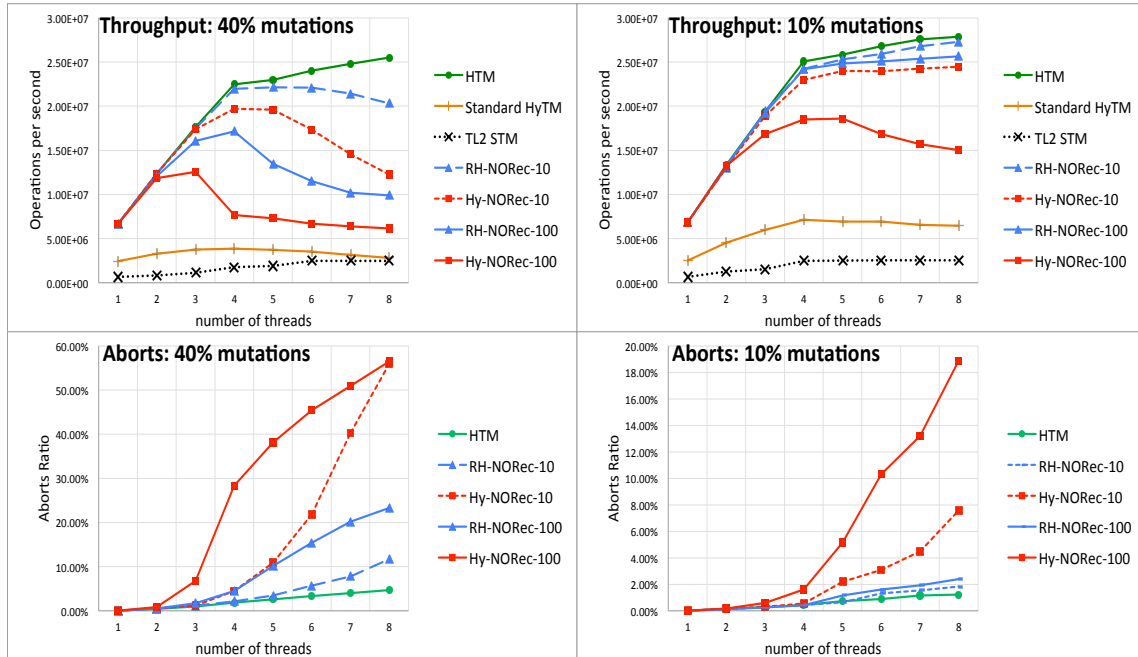 Throughput: 40% mutations
3.00E+07
2.50E+07
2.00E+07
1.50E+07
1.00E+07
5.00E+06
0.00E+00
Operations per second
1 2 3 4 5 6 7 8
number of threads
HTM
Standard HyTM
TL2 STM
RH-NORec-10
Hy-NORec-10
RH-NORec-100
Hy-NORec-100
Throughput: 10% mutations
3.00E+07
2.50E+07
2.00E+07
1.50E+07
1.00E+07
5.00E+06
0.00E+00
Operations per second
1 2 3 4 5 6 7 8
number of threads
HTM
Standard HyTM
TL2 STM
RH-NORec-10
Hy-NORec-10
RH-NORec-100
Hy-NORec-100
Aborts: 40% mutations
60.00%
50.00%
40.00%
30.00%
20.00%
10.00%
0.00%
Aborts Ratio
1 2 3 4 5 6 7 8
number of threads
HTM
RH-NORec-10
Hy-NORec-10
RH-NORec-100
Hy-NORec-100
Aborts: 10% mutations
20.00%
18.00%
16.00%
14.00%
12.00%
10.00%
8.00%
6.00%
4.00%
2.00%
0.00%
Aborts Ratio
1 2 3 4 5 6 7 8
number of threads
HTM
RH-NORec-10
Hy-NORec-10
RH-NORec-100
Hy-NORec-100